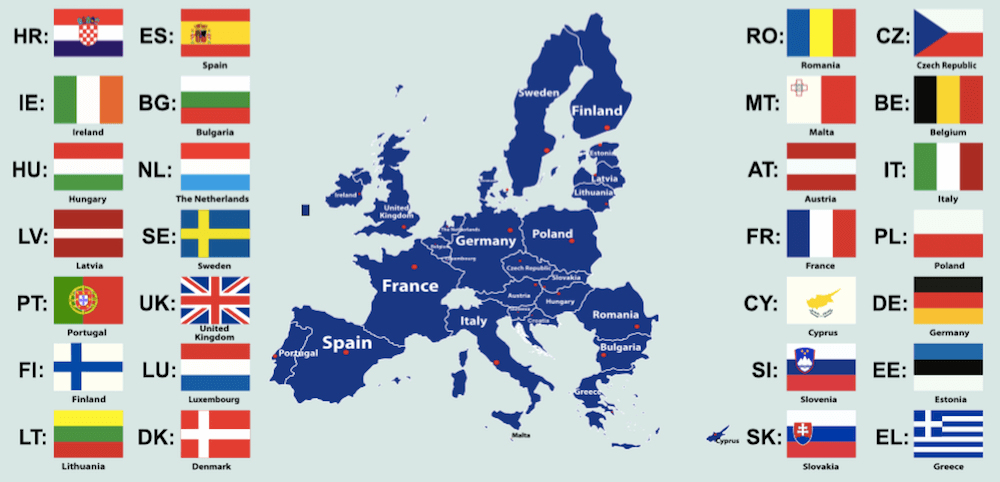 HR:
ES:
Spain
IE:
Ireland
BG:
Bulgaria
HU:
Hungary
NL:
The Netherlands
LV:
Latvia
SE:
Sweden
PT:
Portugal
UK:
United
Kingdom
FI:
Finland
LU:
Luxembourg
LT:
Lithuania
DK:
Denmark
Sweden
Finland
Estonia
Latvia
Lithuania
Ireland
United
Kingdom
The Netherlands
Germany
Poland
Belgium
Luxembourg
Czech Republic
Slovakia
France
Austria
Hungary
Slovenia
Croatia
Italy
Romania
Bulgaria
Portugal
Spain
Greece
Malta
Cyprus
RO:
Romania
CZ:
Czech Republic
MT:
Malta
BE:
Belgium
AT:
Austria
IT:
Italy
FR:
France
PL:
Poland
CY:
Cyprus
DE:
Germany
SI:
Slovenia
EE:
Estonia
SK:
Slovakia
EL:
Greece